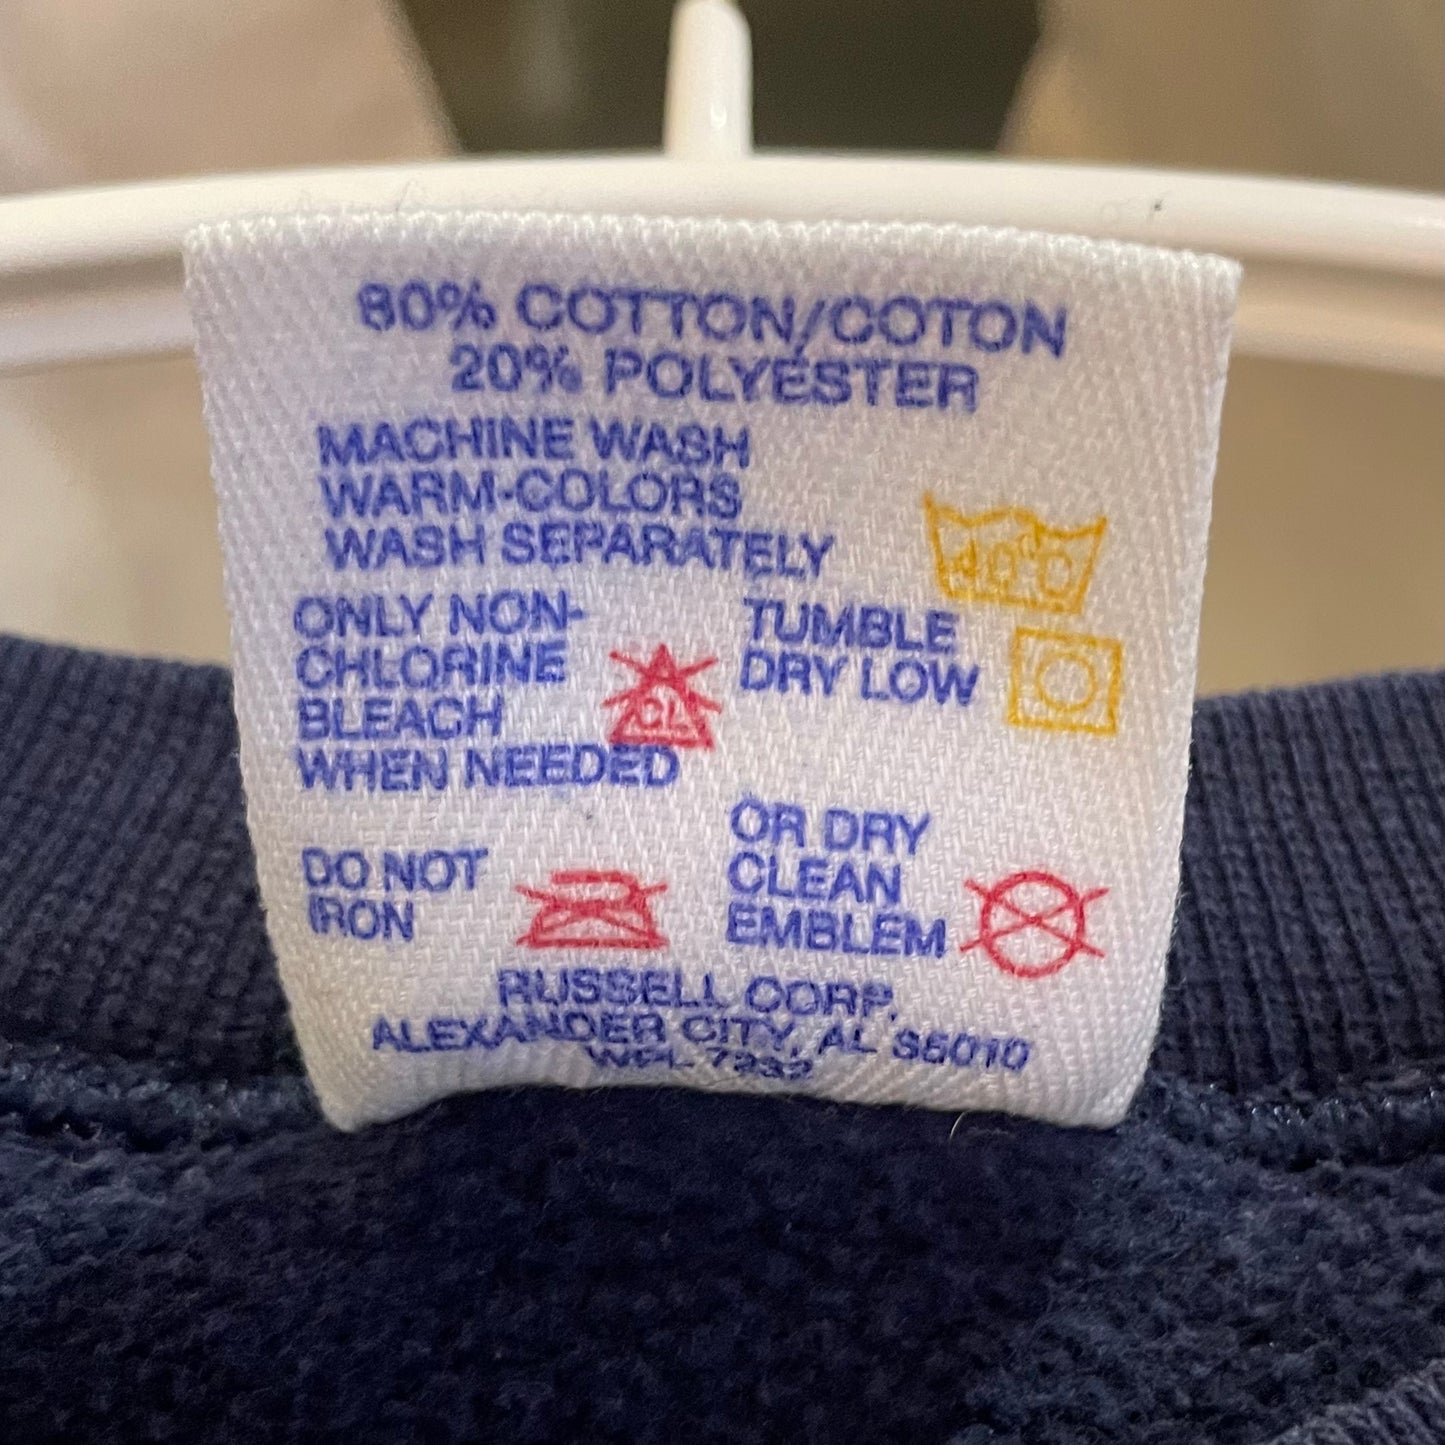 80% COTTON/COTON
20% POLYESTER
MACHINE WASH
WARM-COLORS
WASH SEPARATELY
40°C
ONLY NON-
CHLORINE
BLEACH
WHEN NEEDED
CL
TUMBLE
DRY LOW
DO NOT
IRON
OR DRY
CLEAN
EMBLEM
RUSSELL CORP.
ALEXANDER CITY, AL 35010
WPL 7232